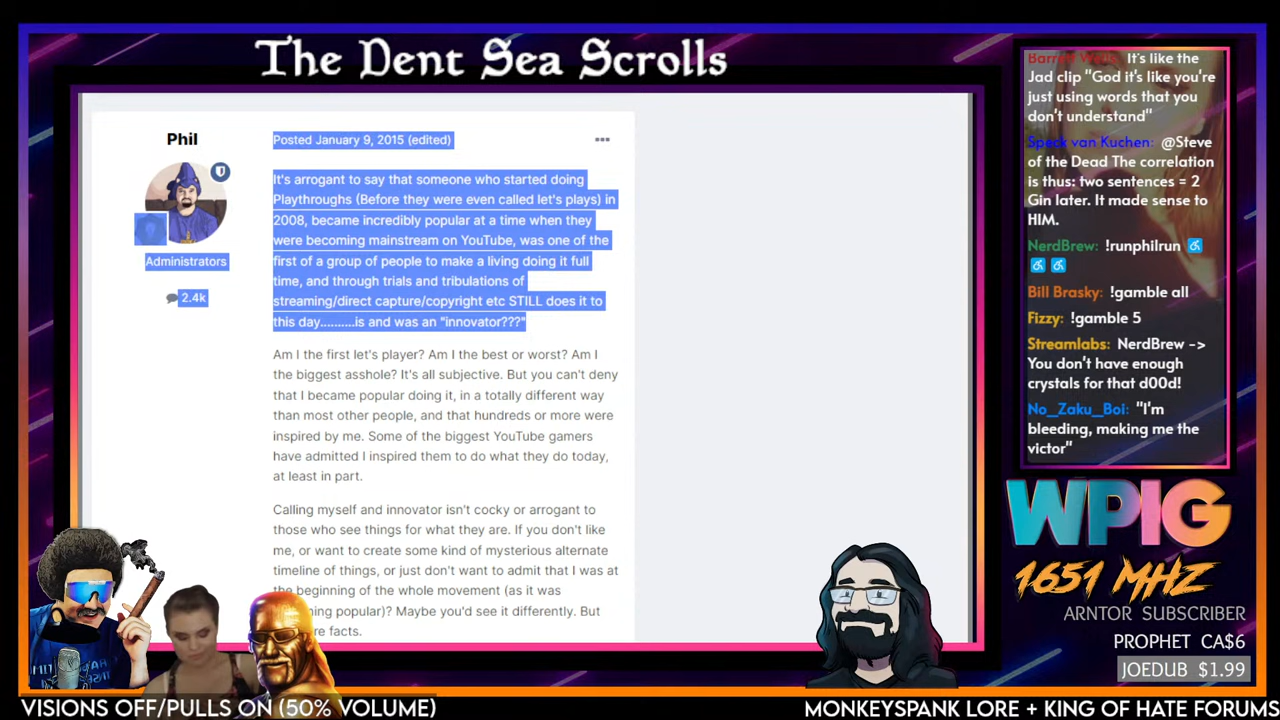 The Dent Sea Scrolls
Phil
Administrators
2.4k
Posted January 9, 2015 (edited)
It's arrogant to say that someone who started doing
Playthroughs (Before they were even called let's plays) in
2008, became incredibly popular at a time when they
were becoming mainstream on YouTube, was one of the
first of a group of people to make a living doing it full
time, and through trials and tribulations of
streaming/direct capture/copyright etc STILL does it to
this day..........is and was an "innovator???"
Am I the first let's player? Am I the best or worst? Am I
the biggest asshole? It's all subjective. But you can't deny
that I became popular doing it, in a totally different way
than most other people, and that hundreds or more were
inspired by me. Some of the biggest YouTube gamers
have admitted I inspired them to do what they do today,
at least in part.
Calling myself and innovator isn't cocky or arrogant to
those who see things for what they are. If you don't like
me, or want to create some kind of mysterious alternate
timeline of things, or just don't want to admit that I was at
the beginning of the whole movement (as it was
popular)? Maybe you'd see it differently. But
facts.
It's like the
Jad clip "God it's like you're
just using words that you
don't understand"
Speck van Kuchen: @Steve
of the Dead The correlation
is thus: two sentences = 2
Gin later. It made sense to
HIM.
NerdBrew: !runphilrun
Bill Brasky: !gamble all
Fizzy: !gamble 5
Streamlabs: NerdBrew ->
You don't have enough
crystals for that d00d!
No_Zaku_Boi: "I'm
bleeding, making me the
victor"
WPIG
1651 MHZ
ARNTOR SUBSCRIBER
PROPHET CA$6
JOEDUB $1.99
VISIONS OFF/PULLS ON (50% VOLUME)
MONKEYSPANK LORE + KING OF HATE FORUMS